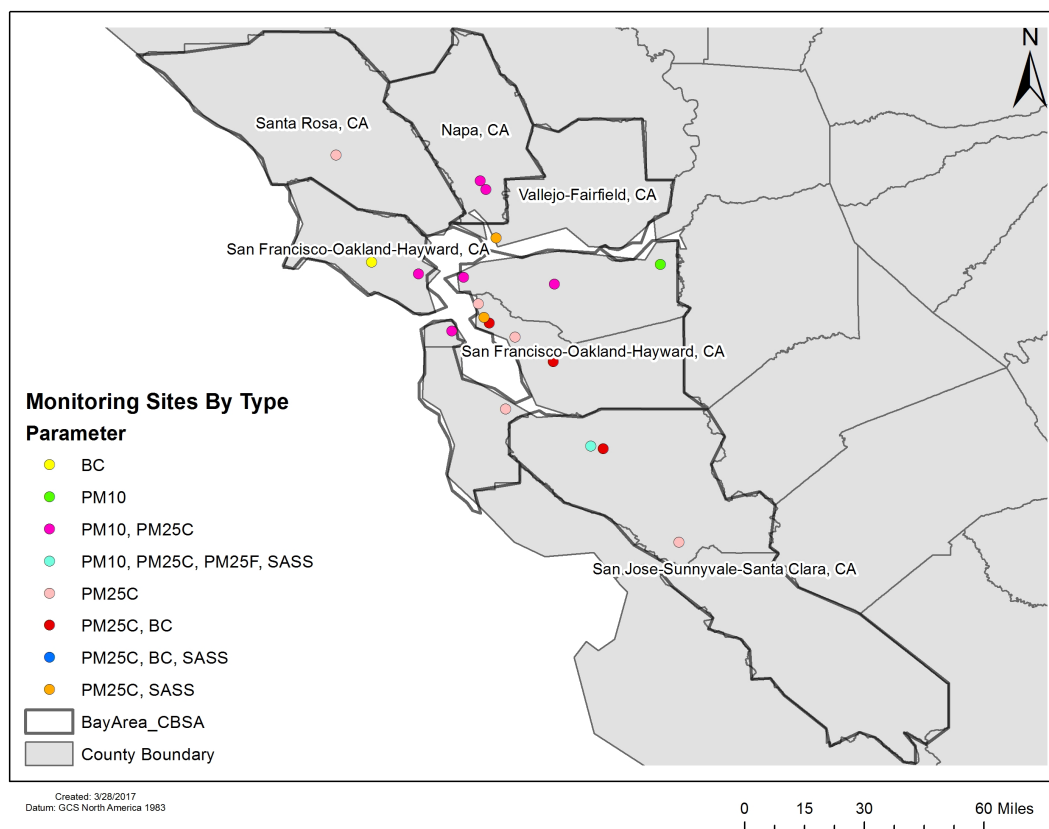 N
Santa Rosa, CA
Napa, CA
Vallejo-Fairfield, CA
San Francisco-Oakland-Hayward, CA
San Francisco-Oakland-Hayward, CA
San Jose-Sunnyvale-Santa Clara, CA
Monitoring Sites By Type
Parameter
BC
PM10
PM10, PM25C
PM10, PM25C, PM25F, SASS
PM25C
PM25C, BC
PM25C, BC, SASS
PM25C, SASS
BayArea_CBSA
County Boundary
Created: 3/28/2017
Datum: GCS North America 1983
0 15 30 60 Miles